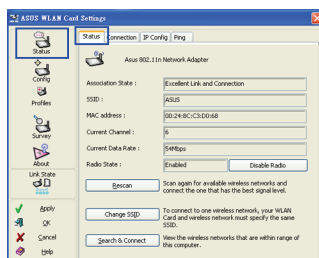 ASUS WLAN Card Settings
Status
Config
Profiles
Survey
About
Link State
Apply
OK
Cancel
Help
Status Connection IP Config Ping
Asus 802.11n Network Adapter
Association State : Excellent Link and Connection
SSID : ASUS
MAC address : 00:24:8C:C3:D0:68
Current Channel : 6
Current Data Rate : 54Mbps
Radio State : Enabled Disable Radio
Rescan
Scan again for available wireless networks and
connect the one that has the best signal level.
Change SSID
To connect to one wireless network, your WLAN
Card and wireless network must specify the same
SSID.
Search & Connect
View the wireless networks that are within range of
this computer.